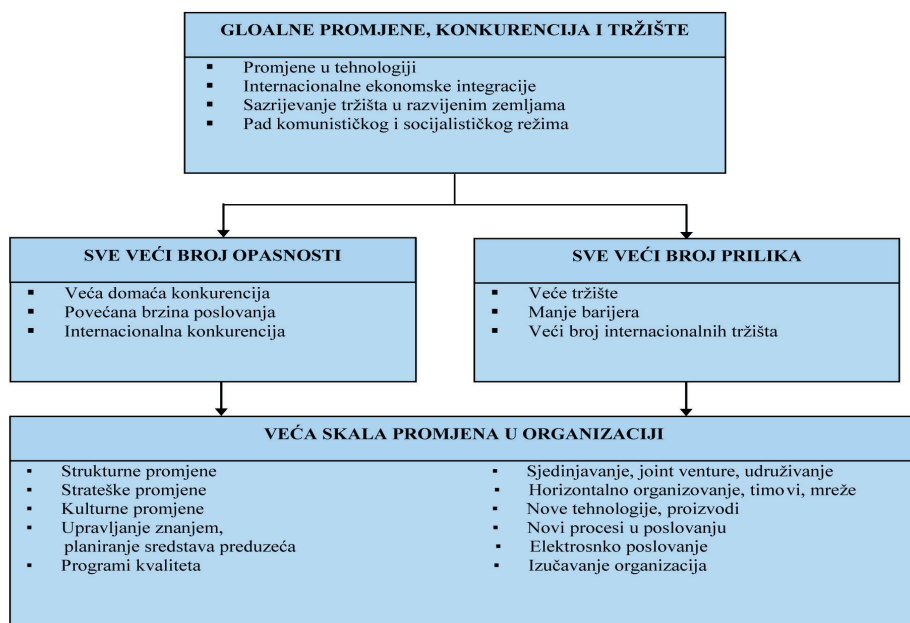 GLOALNE PROMJENE, KONKURENCIJA I TRŽIŠTE
▪ Promjene u tehnologiji
▪ Internacionalne ekonomske integracije
▪ Sazrijevanje tržišta u razvijenim zemljama
▪ Pad komunističkog i socijalističkog režima
SVE VEĆI BROJ OPASNOSTI
▪ Veća domaća konkurencija
▪ Povećana brzina poslovanja
▪ Internacionalna konkurencija
SVE VEĆI BROJ PRILIKA
▪ Veće tržište
▪ Manje barijera
▪ Veći broj internacionalnih tržišta
VEĆA SKALA PROMJENA U ORGANIZACIJI
▪ Strukturne promjene
▪ Strateške promjene
▪ Kulturne promjene
▪ Upravljanje znanjem,
planiranje sredstava preduzeća
▪ Programi kvaliteta
▪ Sjedinjavanje, joint venture, udruživanje
▪ Horizontalno organizovanje, timovi, mreže
▪ Nove tehnologije, proizvodi
▪ Novi procesi u poslovanju
▪ Elektrosnko poslovanje
▪ Izučavanje organizacija